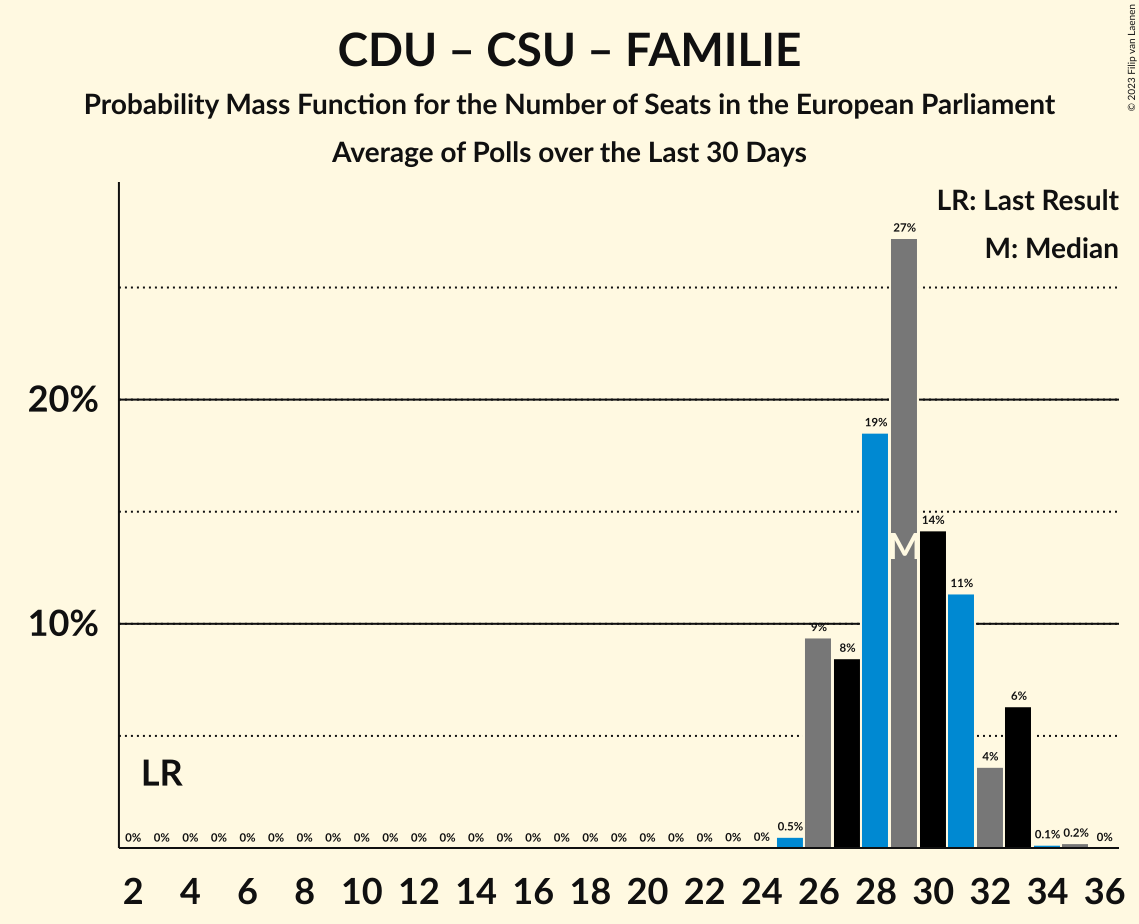 CDU – CSU – FAMILIE
Probability Mass Function for the Number of Seats in the European Parliament
Average of Polls over the Last 30 Days
© 2023 Filip van Laenen
LR: Last Result
M: Median
20%
10%
27%
19%
14%
11%
9%
8%
6%
4%
0.5%
0.1%
0.2%
0%
M
LR
0% 0% 0% 0% 0% 0% 0% 0% 0% 0% 0% 0% 0% 0% 0% 0% 0% 0% 0% 0% 0% 0% 0%
2 4 6 8 10 12 14 16 18 20 22 24 26 28 30 32 34 36